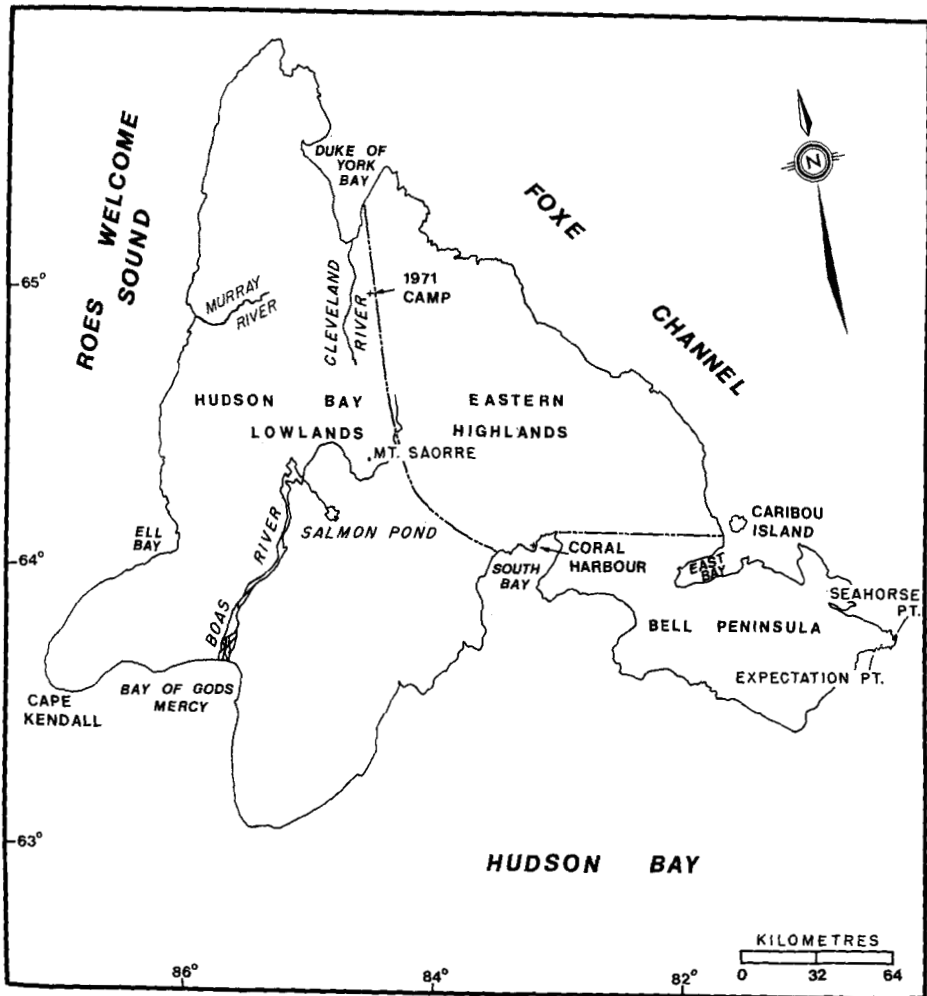 ROES WELCOME
SOUND
DUKE OF
YORK
BAY
FOXE
CHANNEL
N
65°
MURRAY
RIVER
CLEVELAND
RIVER
1971
CAMP
HUDSON BAY
LOWLANDS
EASTERN
HIGHLANDS
MT. SAORRE
ELL
BAY
64°
BOAS RIVER
SALMON POND
SOUTH
BAY
CORAL
HARBOUR
CARIBOU
ISLAND
EAST
BAY
SEAHORSE
PT.
BELL PENINSULA
EXPECTATION PT.
CAPE
KENDALL
BAY OF GODS
MERCY
63°
HUDSON BAY
KILOMETRES
0 32 64
86° 84° 82°